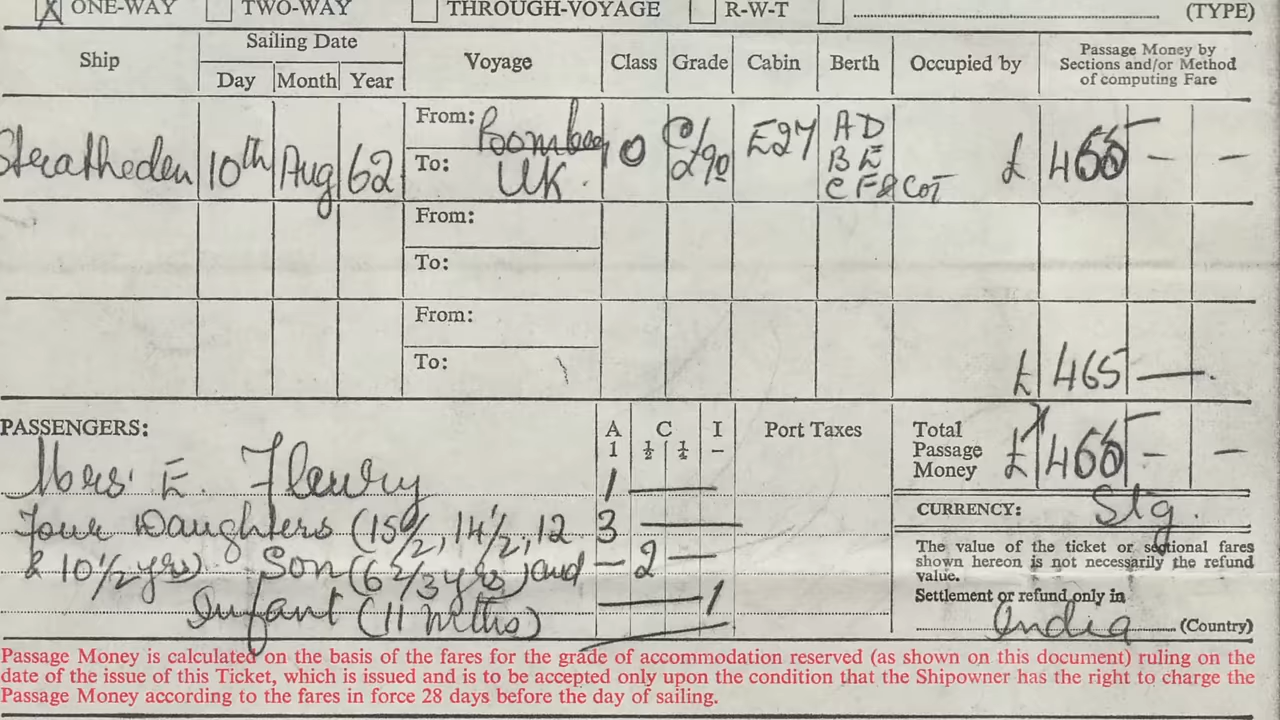 X ONE-WAY TWO-WAY THROUGH-VOYAGE R-W-T (TYPE)
Ship Sailing Date Day Month Year Voyage Class Grade Cabin Berth Occupied by Passage Money by Sections and/or Method of computing Fare
Stratheden 10th Aug 62 From: Bombay To: UK. O E27 AD BE CF & COT £
From:
To:
From:
To:
£ 465 —.
PASSENGERS: A 1 C ½ ½ I – Port Taxes Total Passage Money £
Mrs. E. Fleury 1
CURRENCY: Stg.
Four Daughters (15½, 14½, 12 3
& 10½ yrs) Son (6 2/3 yrs) and — 2 —
Infant (11 mths) 1
The value of the ticket or sectional fares
shown hereon is not necessarily the refund
value.
Settlement or refund only in
India (Country)
Passage Money is calculated on the basis of the fares for the grade of accommodation reserved (as shown on this document) ruling on the
date of the issue of this Ticket, which is issued and is to be accepted only upon the condition that the Shipowner has the right to charge the
Passage Money according to the fares in force 28 days before the day of sailing.